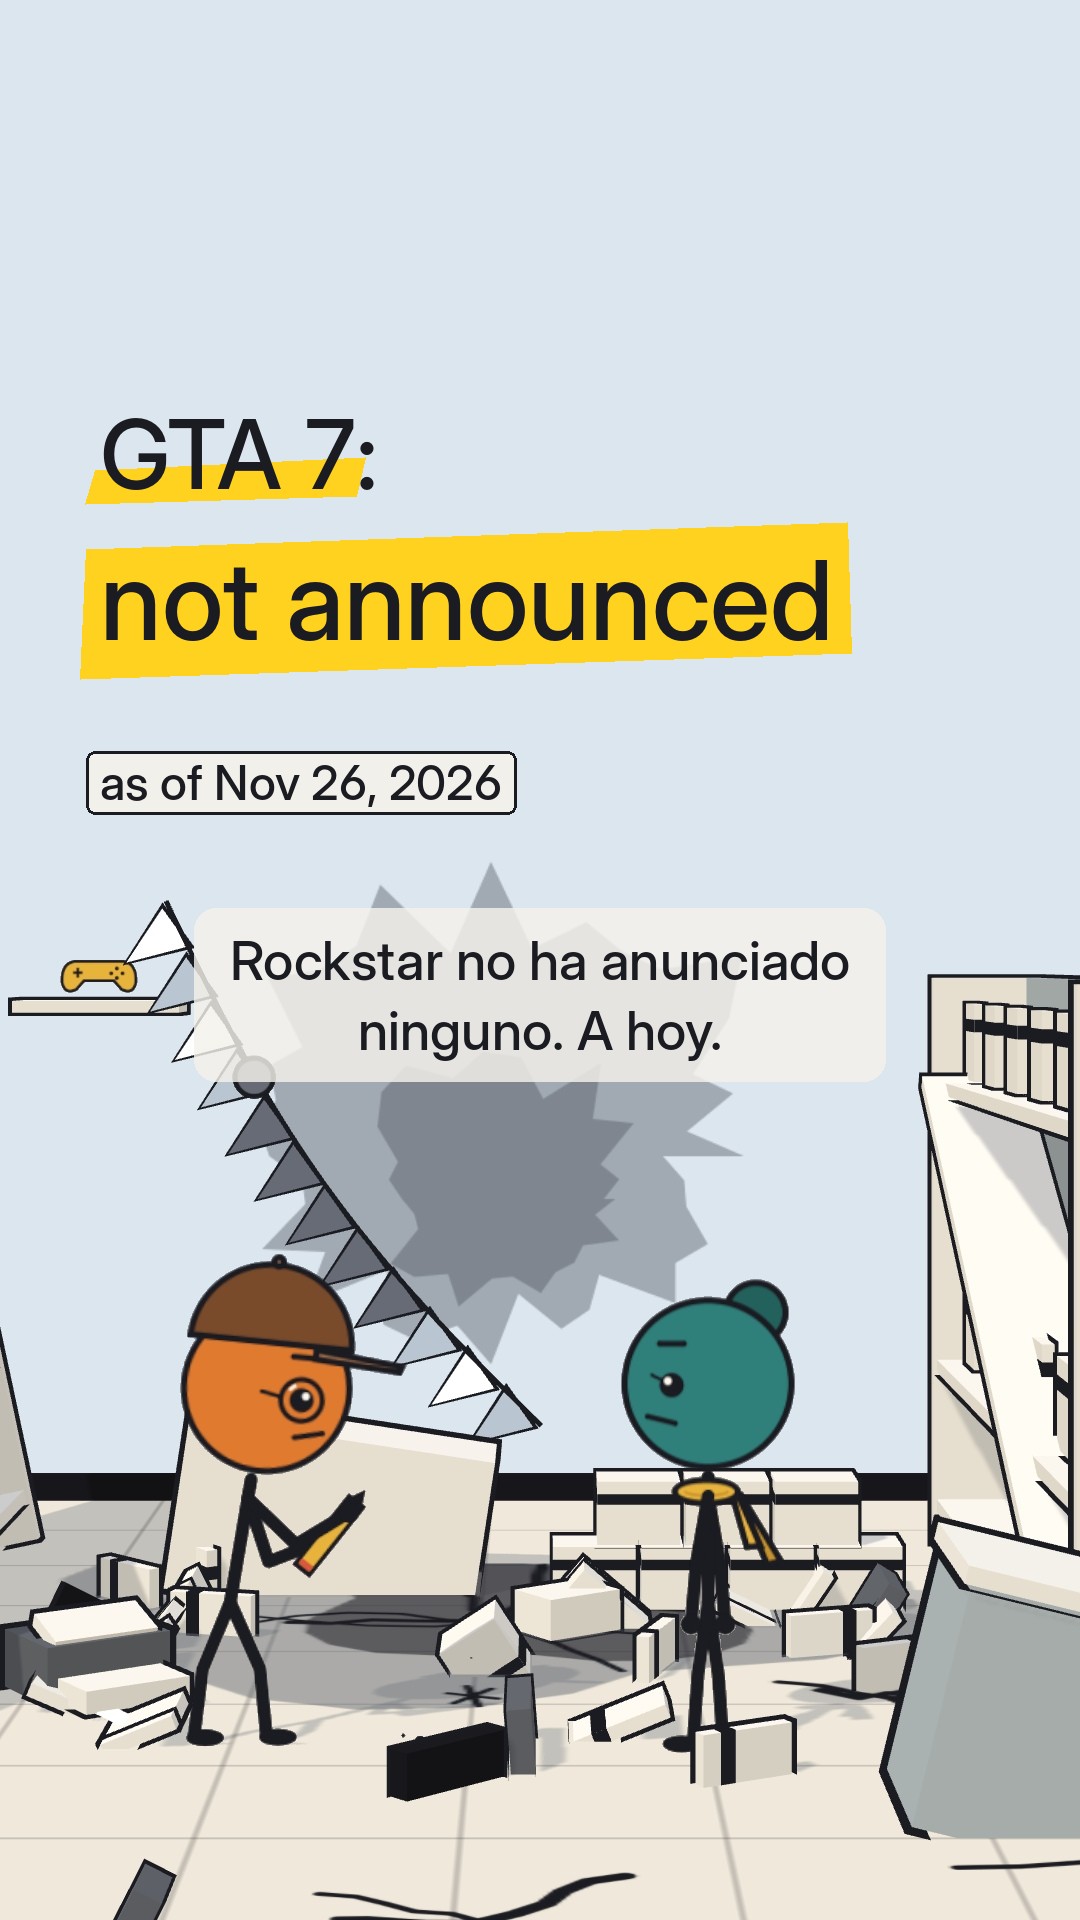 GTA 7:
not announced
as of Nov 26, 2026
Rockstar no ha anunciado
ninguno. A hoy.